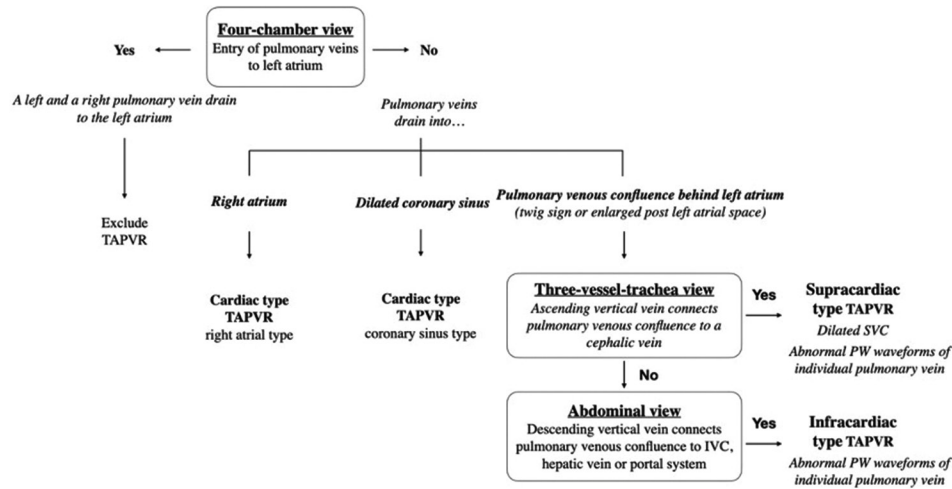 Four-chamber view
Entry of pulmonary veins
to left atrium
Yes
No
A left and a right pulmonary vein drain
to the left atrium
Pulmonary veins
drain into…
Exclude
TAPVR
Right atrium
Dilated coronary sinus
Pulmonary venous confluence behind left atrium
(twig sign or enlarged post left atrial space)
Cardiac type
TAPVR
right atrial type
Cardiac type
TAPVR
coronary sinus type
Three-vessel-trachea view
Ascending vertical vein connects
pulmonary venous confluence to a
cephalic vein
Yes
Supracardiac
type TAPVR
Dilated SVC
Abnormal PW waveforms of
individual pulmonary vein
No
Abdominal view
Descending vertical vein connects
pulmonary venous confluence to IVC,
hepatic vein or portal system
Yes
Infracardiac
type TAPVR
Abnormal PW waveforms of
individual pulmonary vein